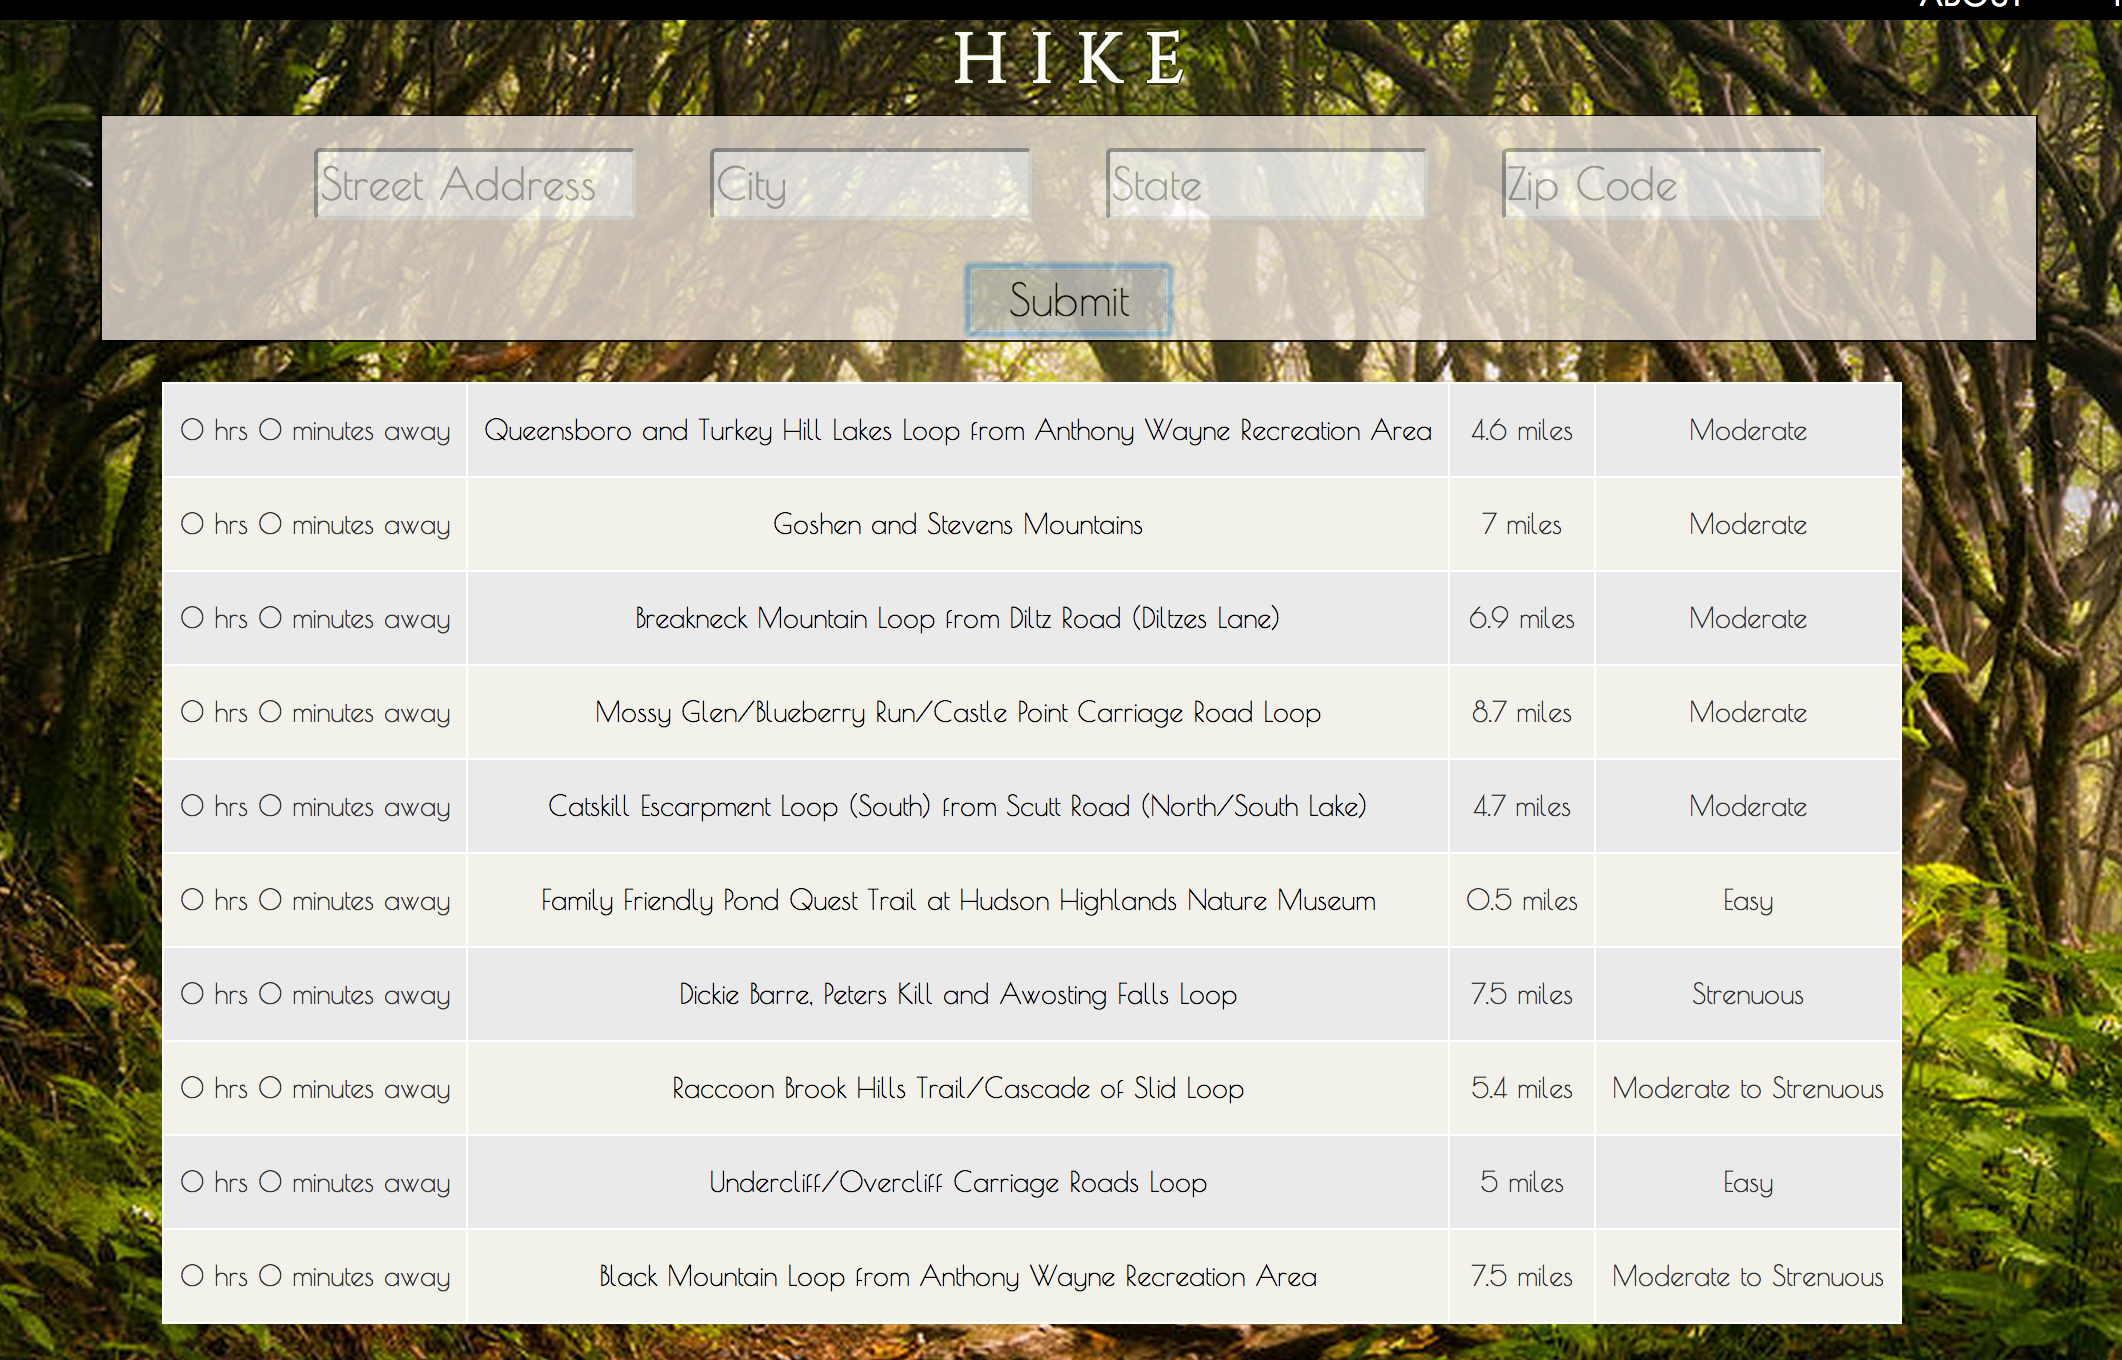 ABOUT
HIKE
Street Address City State Zip Code
Submit
0 hrs 0 minutes away Queensboro and Turkey Hill Lakes Loop from Anthony Wayne Recreation Area 4.6 miles Moderate
0 hrs 0 minutes away Goshen and Stevens Mountains 7 miles Moderate
0 hrs 0 minutes away Breakneck Mountain Loop from Diltz Road (Diltzes Lane) 6.9 miles Moderate
0 hrs 0 minutes away Mossy Glen/Blueberry Run/Castle Point Carriage Road Loop 8.7 miles Moderate
0 hrs 0 minutes away Catskill Escarpment Loop (South) from Scutt Road (North/South Lake) 4.7 miles Moderate
0 hrs 0 minutes away Family Friendly Pond Quest Trail at Hudson Highlands Nature Museum 0.5 miles Easy
0 hrs 0 minutes away Dickie Barre, Peters Kill and Awosting Falls Loop 7.5 miles Strenuous
0 hrs 0 minutes away Raccoon Brook Hills Trail/Cascade of Slid Loop 5.4 miles Moderate to Strenuous
0 hrs 0 minutes away Undercliff/Overcliff Carriage Roads Loop 5 miles Easy
0 hrs 0 minutes away Black Mountain Loop from Anthony Wayne Recreation Area 7.5 miles Moderate to Strenuous